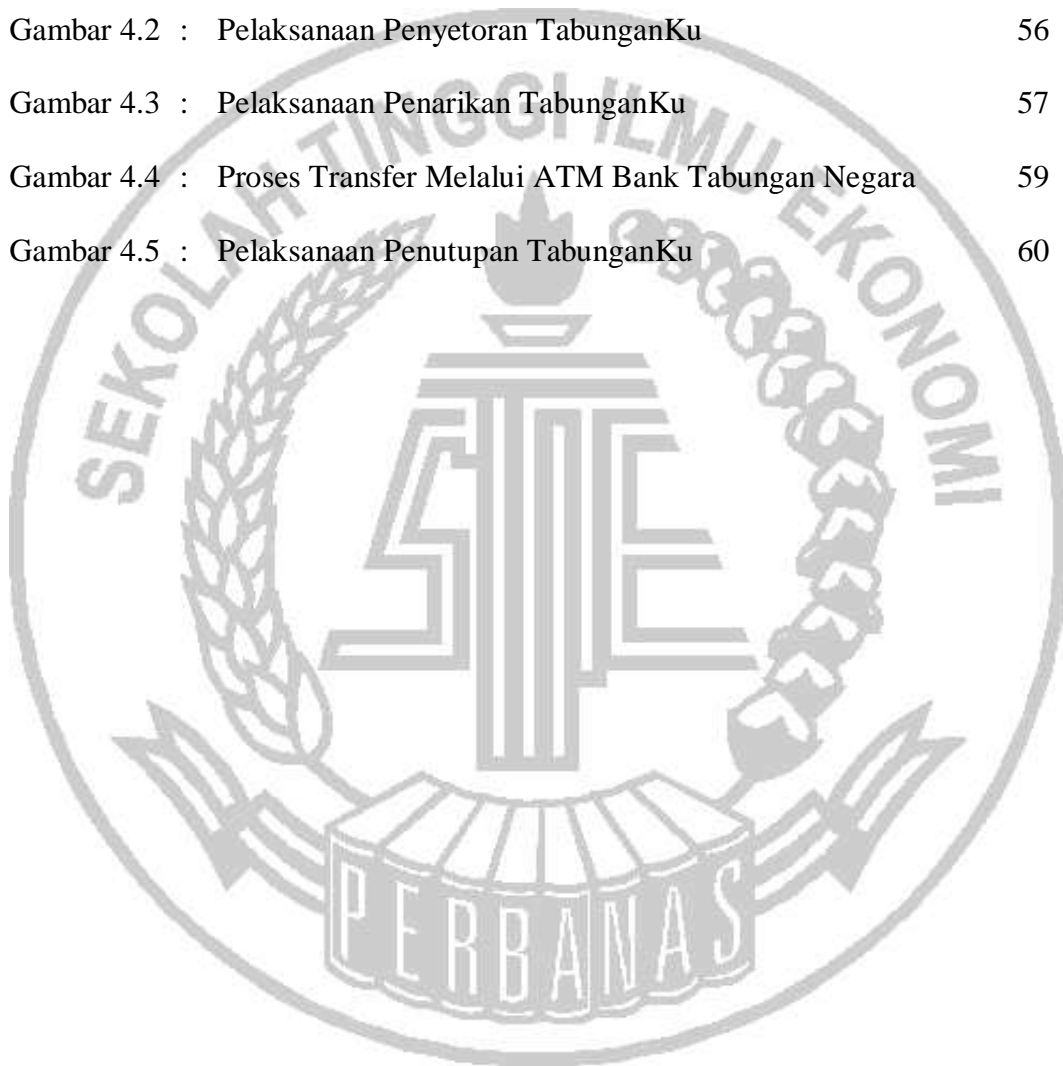 Gambar 4.2 : Pelaksanaan Penyetoran TabunganKu 56
Gambar 4.3 : Pelaksanaan Penarikan TabunganKu 57
Gambar 4.4 : Proses Transfer Melalui ATM Bank Tabungan Negara 59
Gambar 4.5 : Pelaksanaan Penutupan TabunganKu 60
SEKOLAH TINGGI ILMU EKONOMI
STIE
PERBANAS